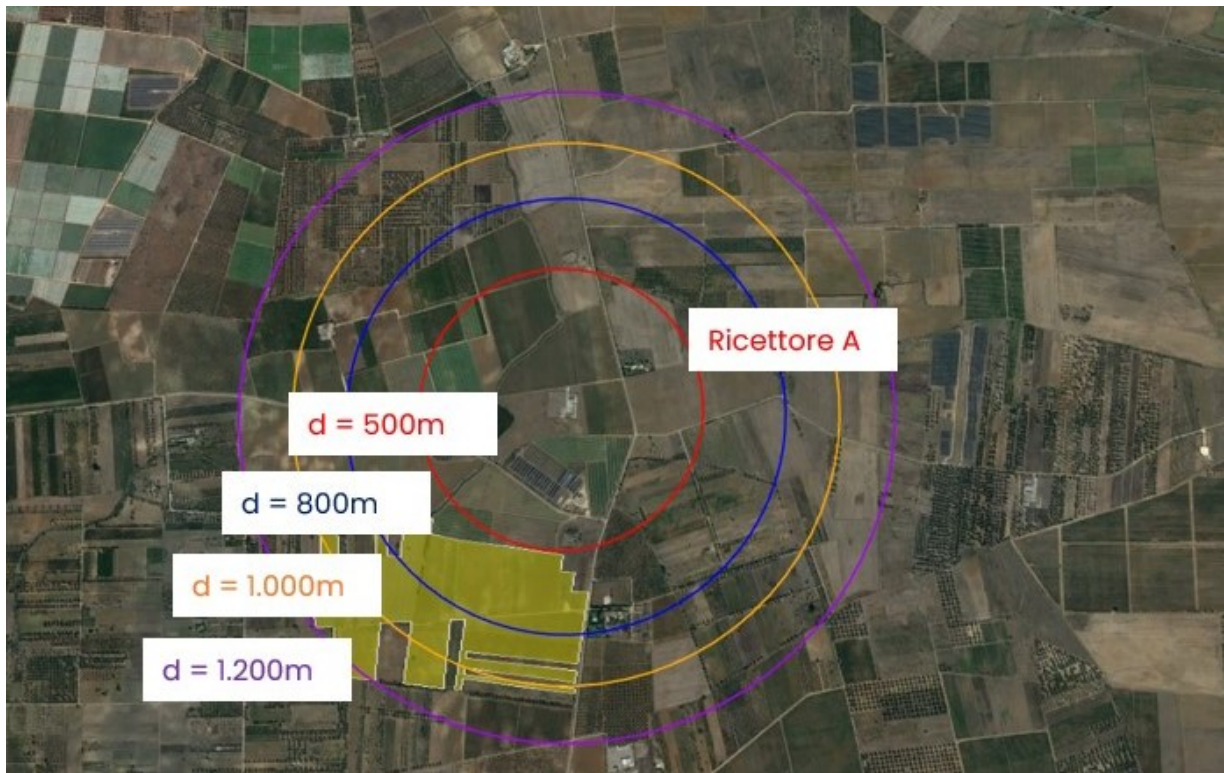 Ricettore A
d = 500m
d = 800m
d = 1.000m
d = 1.200m